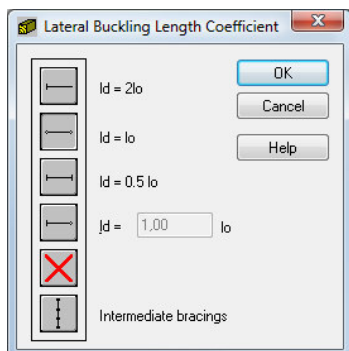 Lateral Buckling Length Coefficient
ld = 2lo
OK
Cancel
ld = lo
Help
ld = 0.5 lo
ld = 1,00 lo
Intermediate bracings